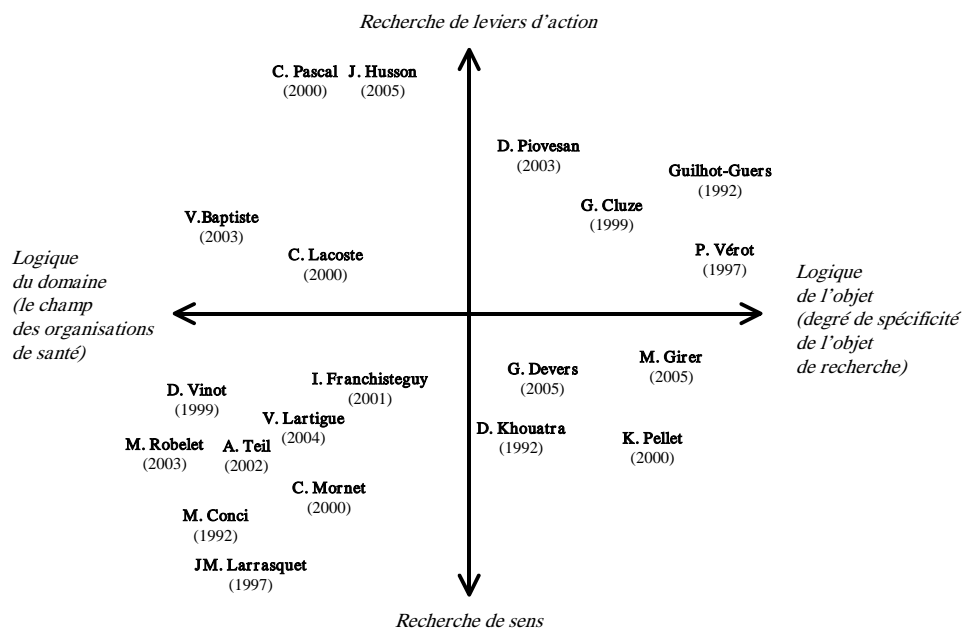 Recherche de leviers d'action
C. Pascal
(2000)
J. Husson
(2005)
D. Piovesan
(2003)
Guilhot-Guers
(1992)
G. Cluze
(1999)
V.Baptiste
(2003)
C. Lacoste
(2000)
P. Vérot
(1997)
Logique
du domaine
(le champ
des organisations
de santé)
Logique
de l'objet
(degré de spécificité
de l'objet
de recherche)
I. Franchisteguy
(2001)
G. Devers
(2005)
M. Girer
(2005)
D. Vinot
(1999)
V. Lartigue
(2004)
D. Khouatra
(1992)
K. Pellet
(2000)
M. Robelet
(2003)
A. Teil
(2002)
C. Mornet
(2000)
M. Conci
(1992)
JM. Larrasquet
(1997)
Recherche de sens